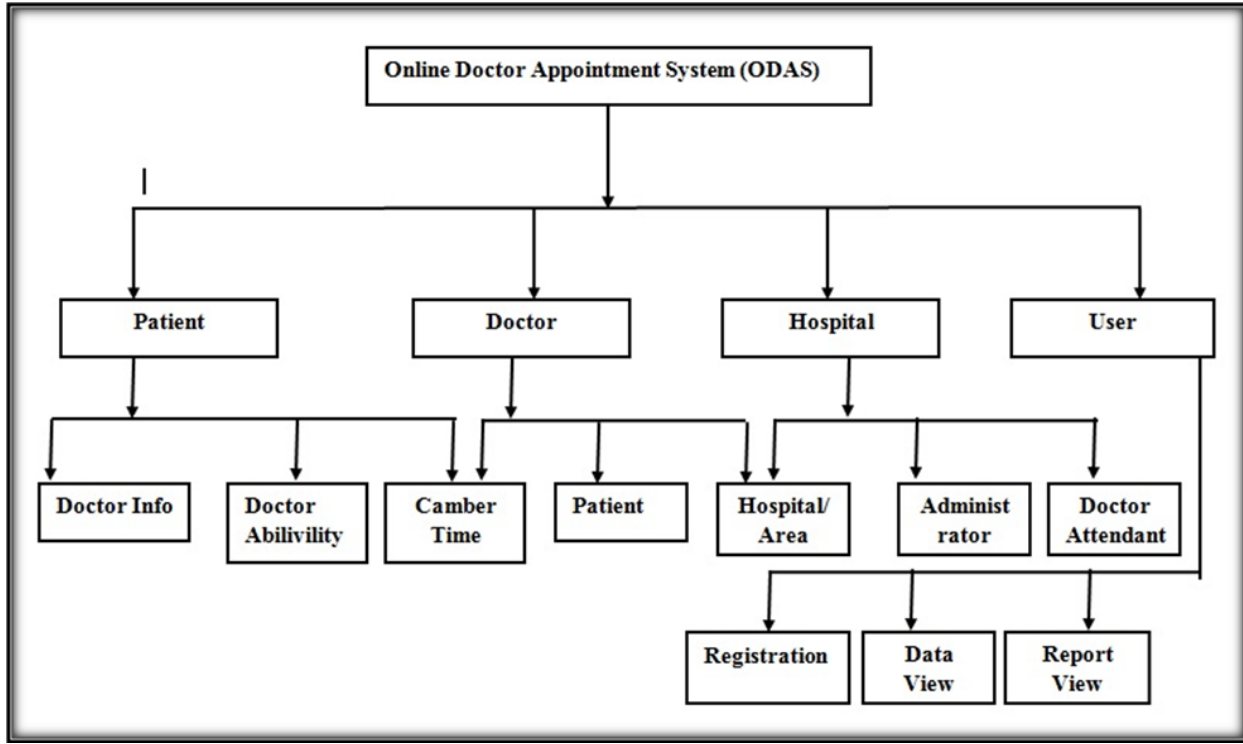 Online Doctor Appointment System (ODAS)
Patient
Doctor
Hospital
User
Doctor Info
Doctor
Abilivility
Camber
Time
Patient
Hospital/
Area
Administ
rator
Doctor
Attendant
Registration
Data
View
Report
View